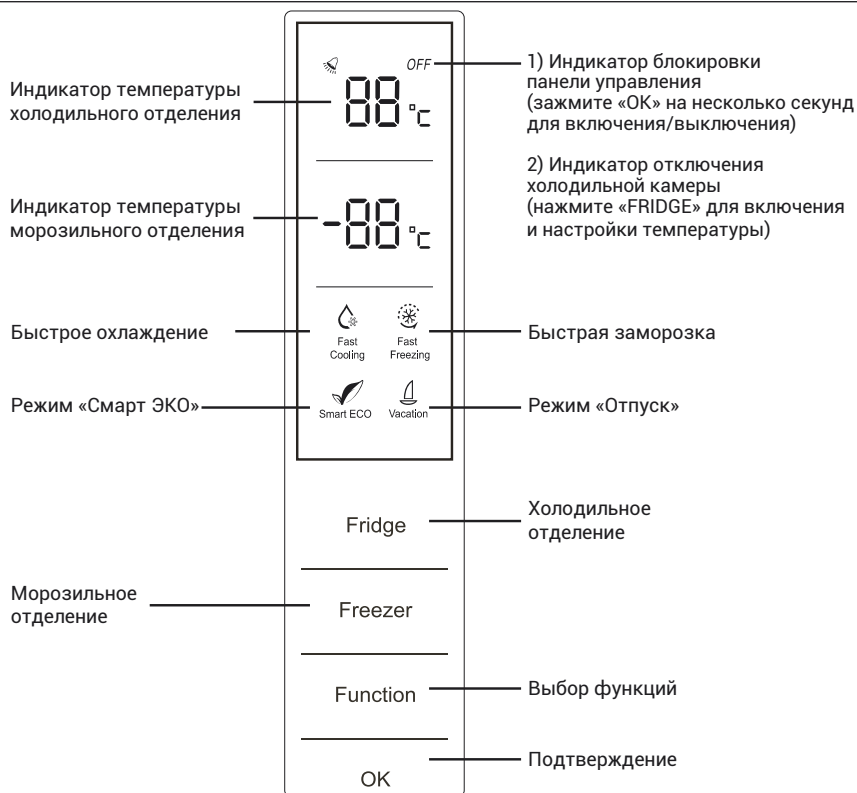 Индикатор температуры
холодильного отделения
OFF
88 °C
1) Индикатор блокировки
панели управления
(зажмите «ОК» на несколько секунд
для включения/выключения)
2) Индикатор отключения
холодильной камеры
(нажмите «FRIDGE» для включения
и настройки температуры)
Индикатор температуры
морозильного отделения
-88 °C
Быстрое охлаждение
Fast
Cooling
Fast
Freezing
Быстрая заморозка
Режим «Смарт ЭКО»
Smart ECO
Vacation
Режим «Отпуск»
Fridge
Холодильное
отделение
Морозильное
отделение
Freezer
Function
Выбор функций
OK
Подтверждение